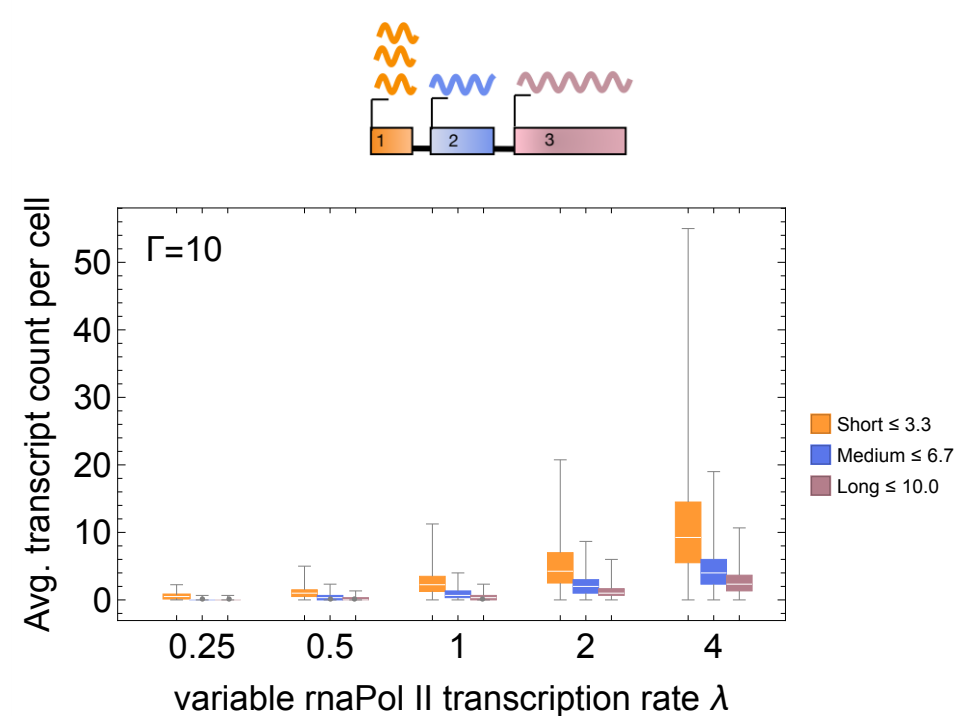 1 2 3
Γ=10
Avg. transcript count per cell
50
40
30
20
10
0
0.25 0.5 1 2 4
variable rnaPol II transcription rate λ
Short ≤ 3.3
Medium ≤ 6.7
Long ≤ 10.0